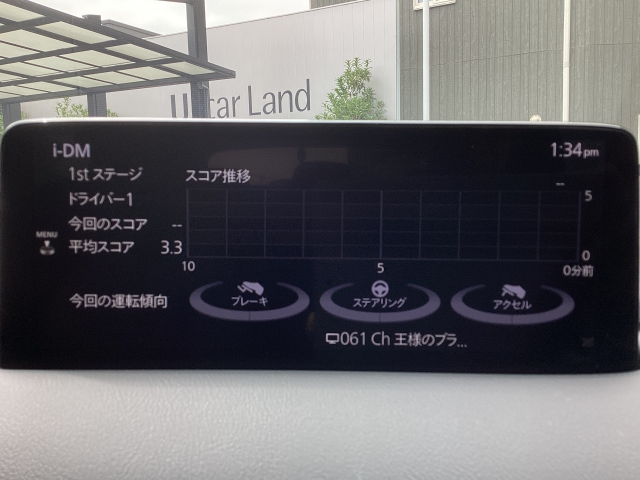 Ucar Land
i-DM
1:34pm
1st ステージ
スコア推移
--
5
ドライバー1
今回のスコア --
MENU
平均スコア 3.3
0
10 5 0分前
今回の運転傾向
ブレーキ
ステアリング
アクセル
061 Ch 王様のブラ...